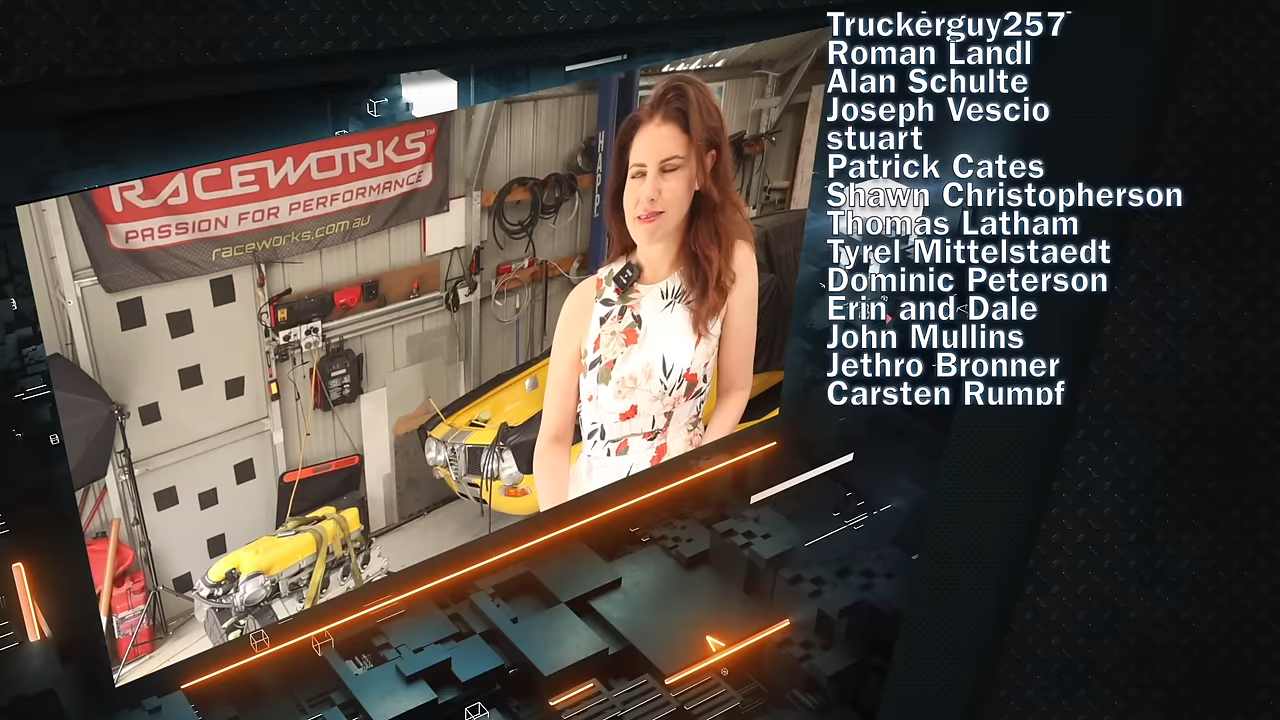 RACEWORKS™
PASSION FOR PERFORMANCE
raceworks.com.au
Truckerguy257
Roman Landl
Alan Schulte
Joseph Vescio
stuart
Patrick Cates
Shawn Christopherson
Thomas Latham
Tyrel Mittelstaedt
Dominic Peterson
Erin and Dale
John Mullins
Jethro Bronner
Carsten Rumpf